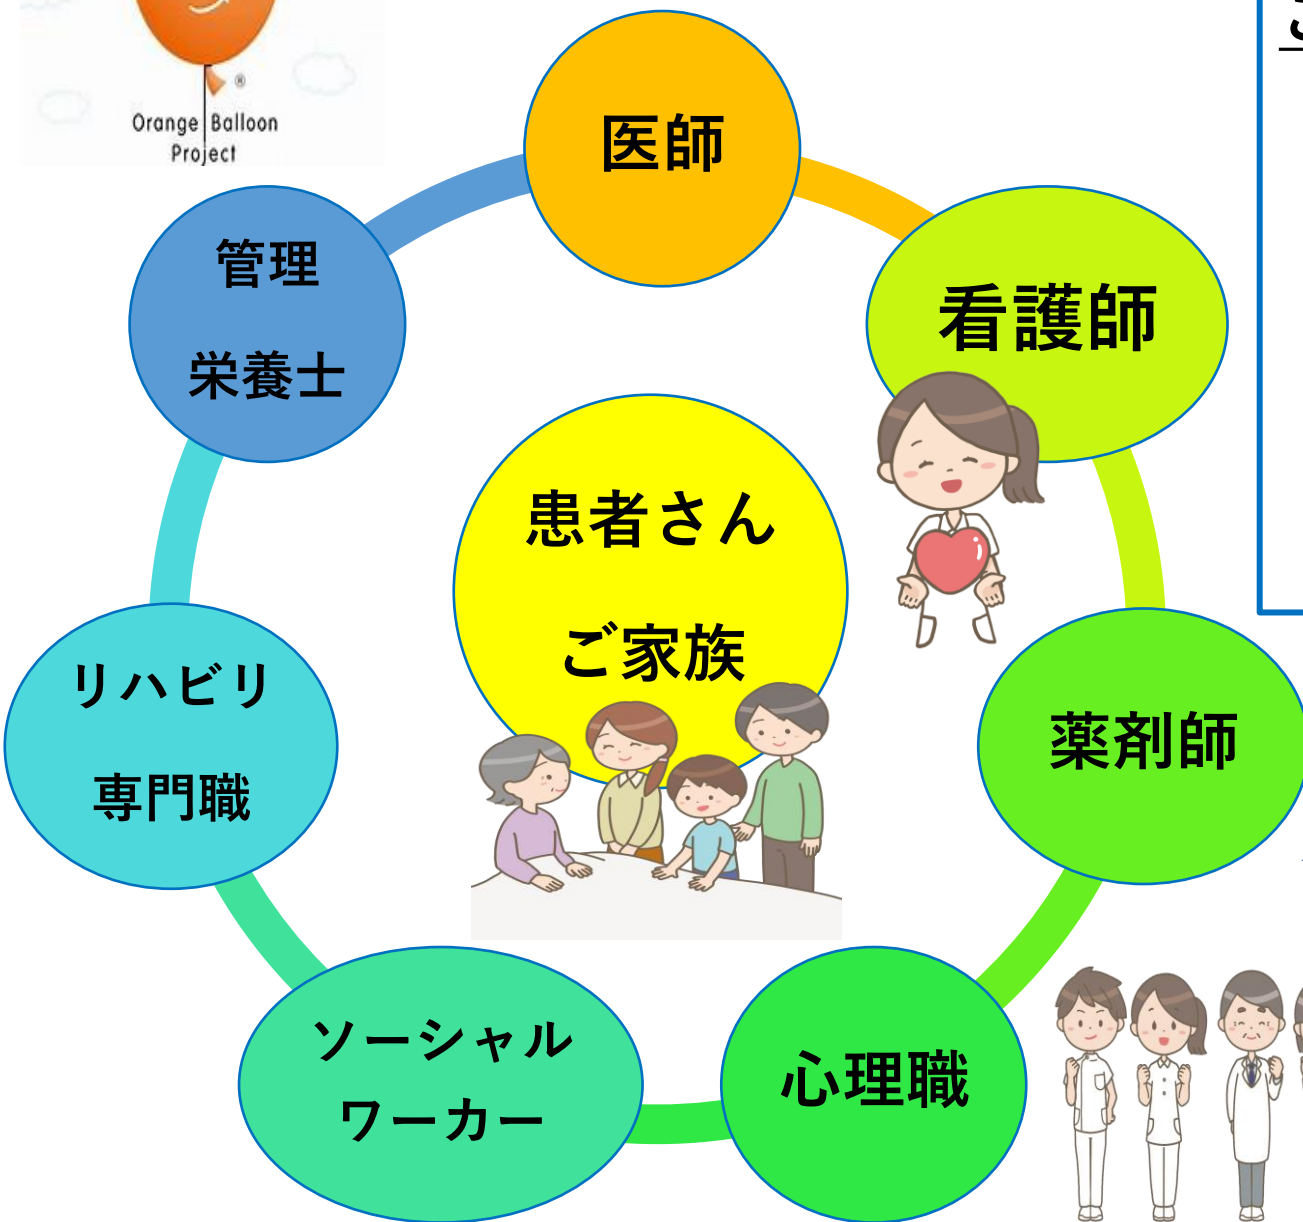 ®
Orange Balloon
Project
医師
管理
栄養士
看護師
患者さん
ご家族
リハビリ
専門職
薬剤師
ソーシャル
ワーカー
心理職